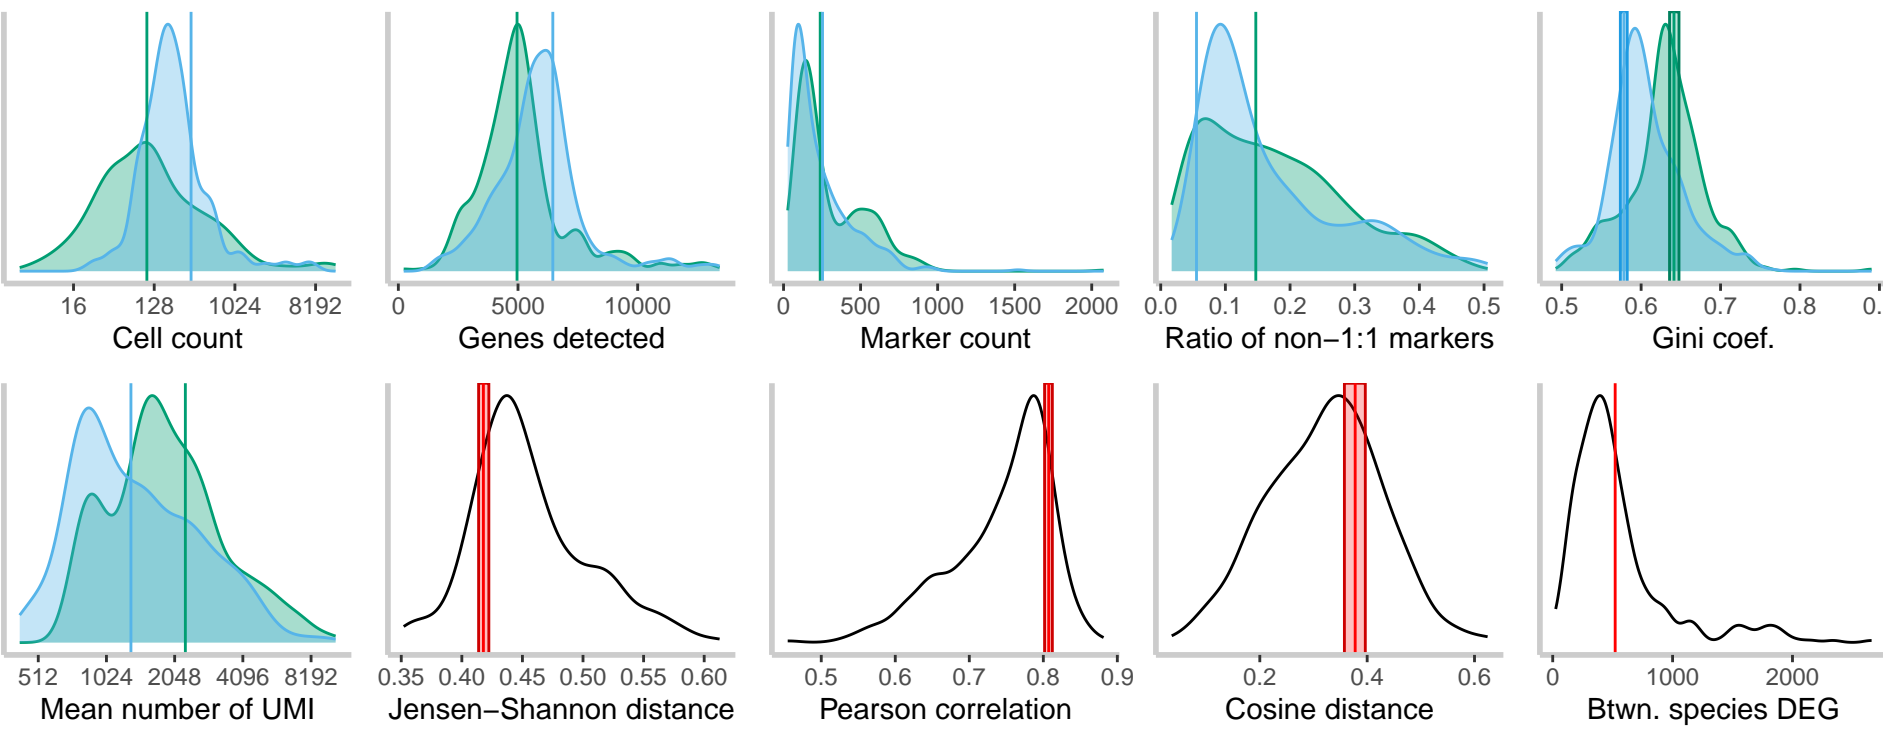 16 128 1024 8192
Cell count
0 5000 10000
Genes detected
0 500 1000 1500 2000
Marker count
0.0 0.1 0.2 0.3 0.4 0.5
Ratio of non−1:1 markers
0.5 0.6 0.7 0.8 0.
Gini coef.
512 1024 2048 4096 8192
Mean number of UMI
0.35 0.40 0.45 0.50 0.55 0.60
Jensen−Shannon distance
0.5 0.6 0.7 0.8 0.9
Pearson correlation
0.2 0.4 0.6
Cosine distance
0 1000 2000
Btwn. species DEG